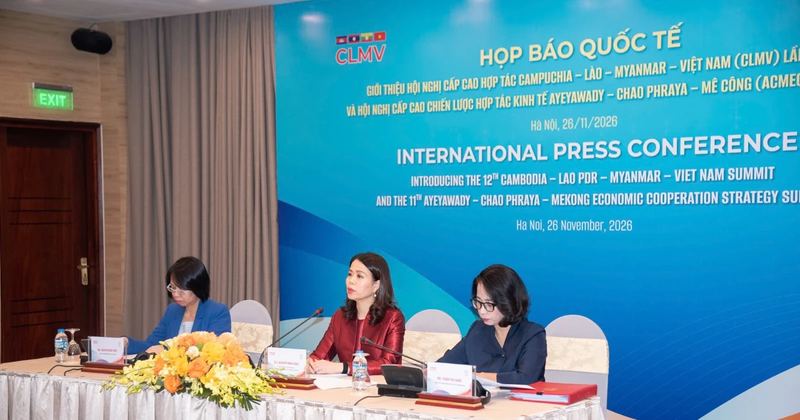 EXIT
CLMV
HỌP BÁO QUỐC TẾ
GIỚI THIỆU HỘI NGHỊ CẤP CAO HỢP TÁC CAMPUCHIA – LÀO – MYANMAR – VIỆT NAM (CLMV) LẦN
VÀ HỘI NGHỊ CẤP CAO CHIẾN LƯỢC HỢP TÁC KINH TẾ AYEYAWADY – CHAO PHRAYA – MÊ CÔNG (ACMEC
Hà Nội, 26/11/2026
INTERNATIONAL PRESS CONFERENCE
INTRODUCING THE 12TH CAMBODIA – LAO PDR – MYANMAR – VIET NAM SUMMIT
AND THE 11TH AYEYAWADY – CHAO PHRAYA – MEKONG ECONOMIC COOPERATION STRATEGY SU
Ha Noi, 26 November, 2026